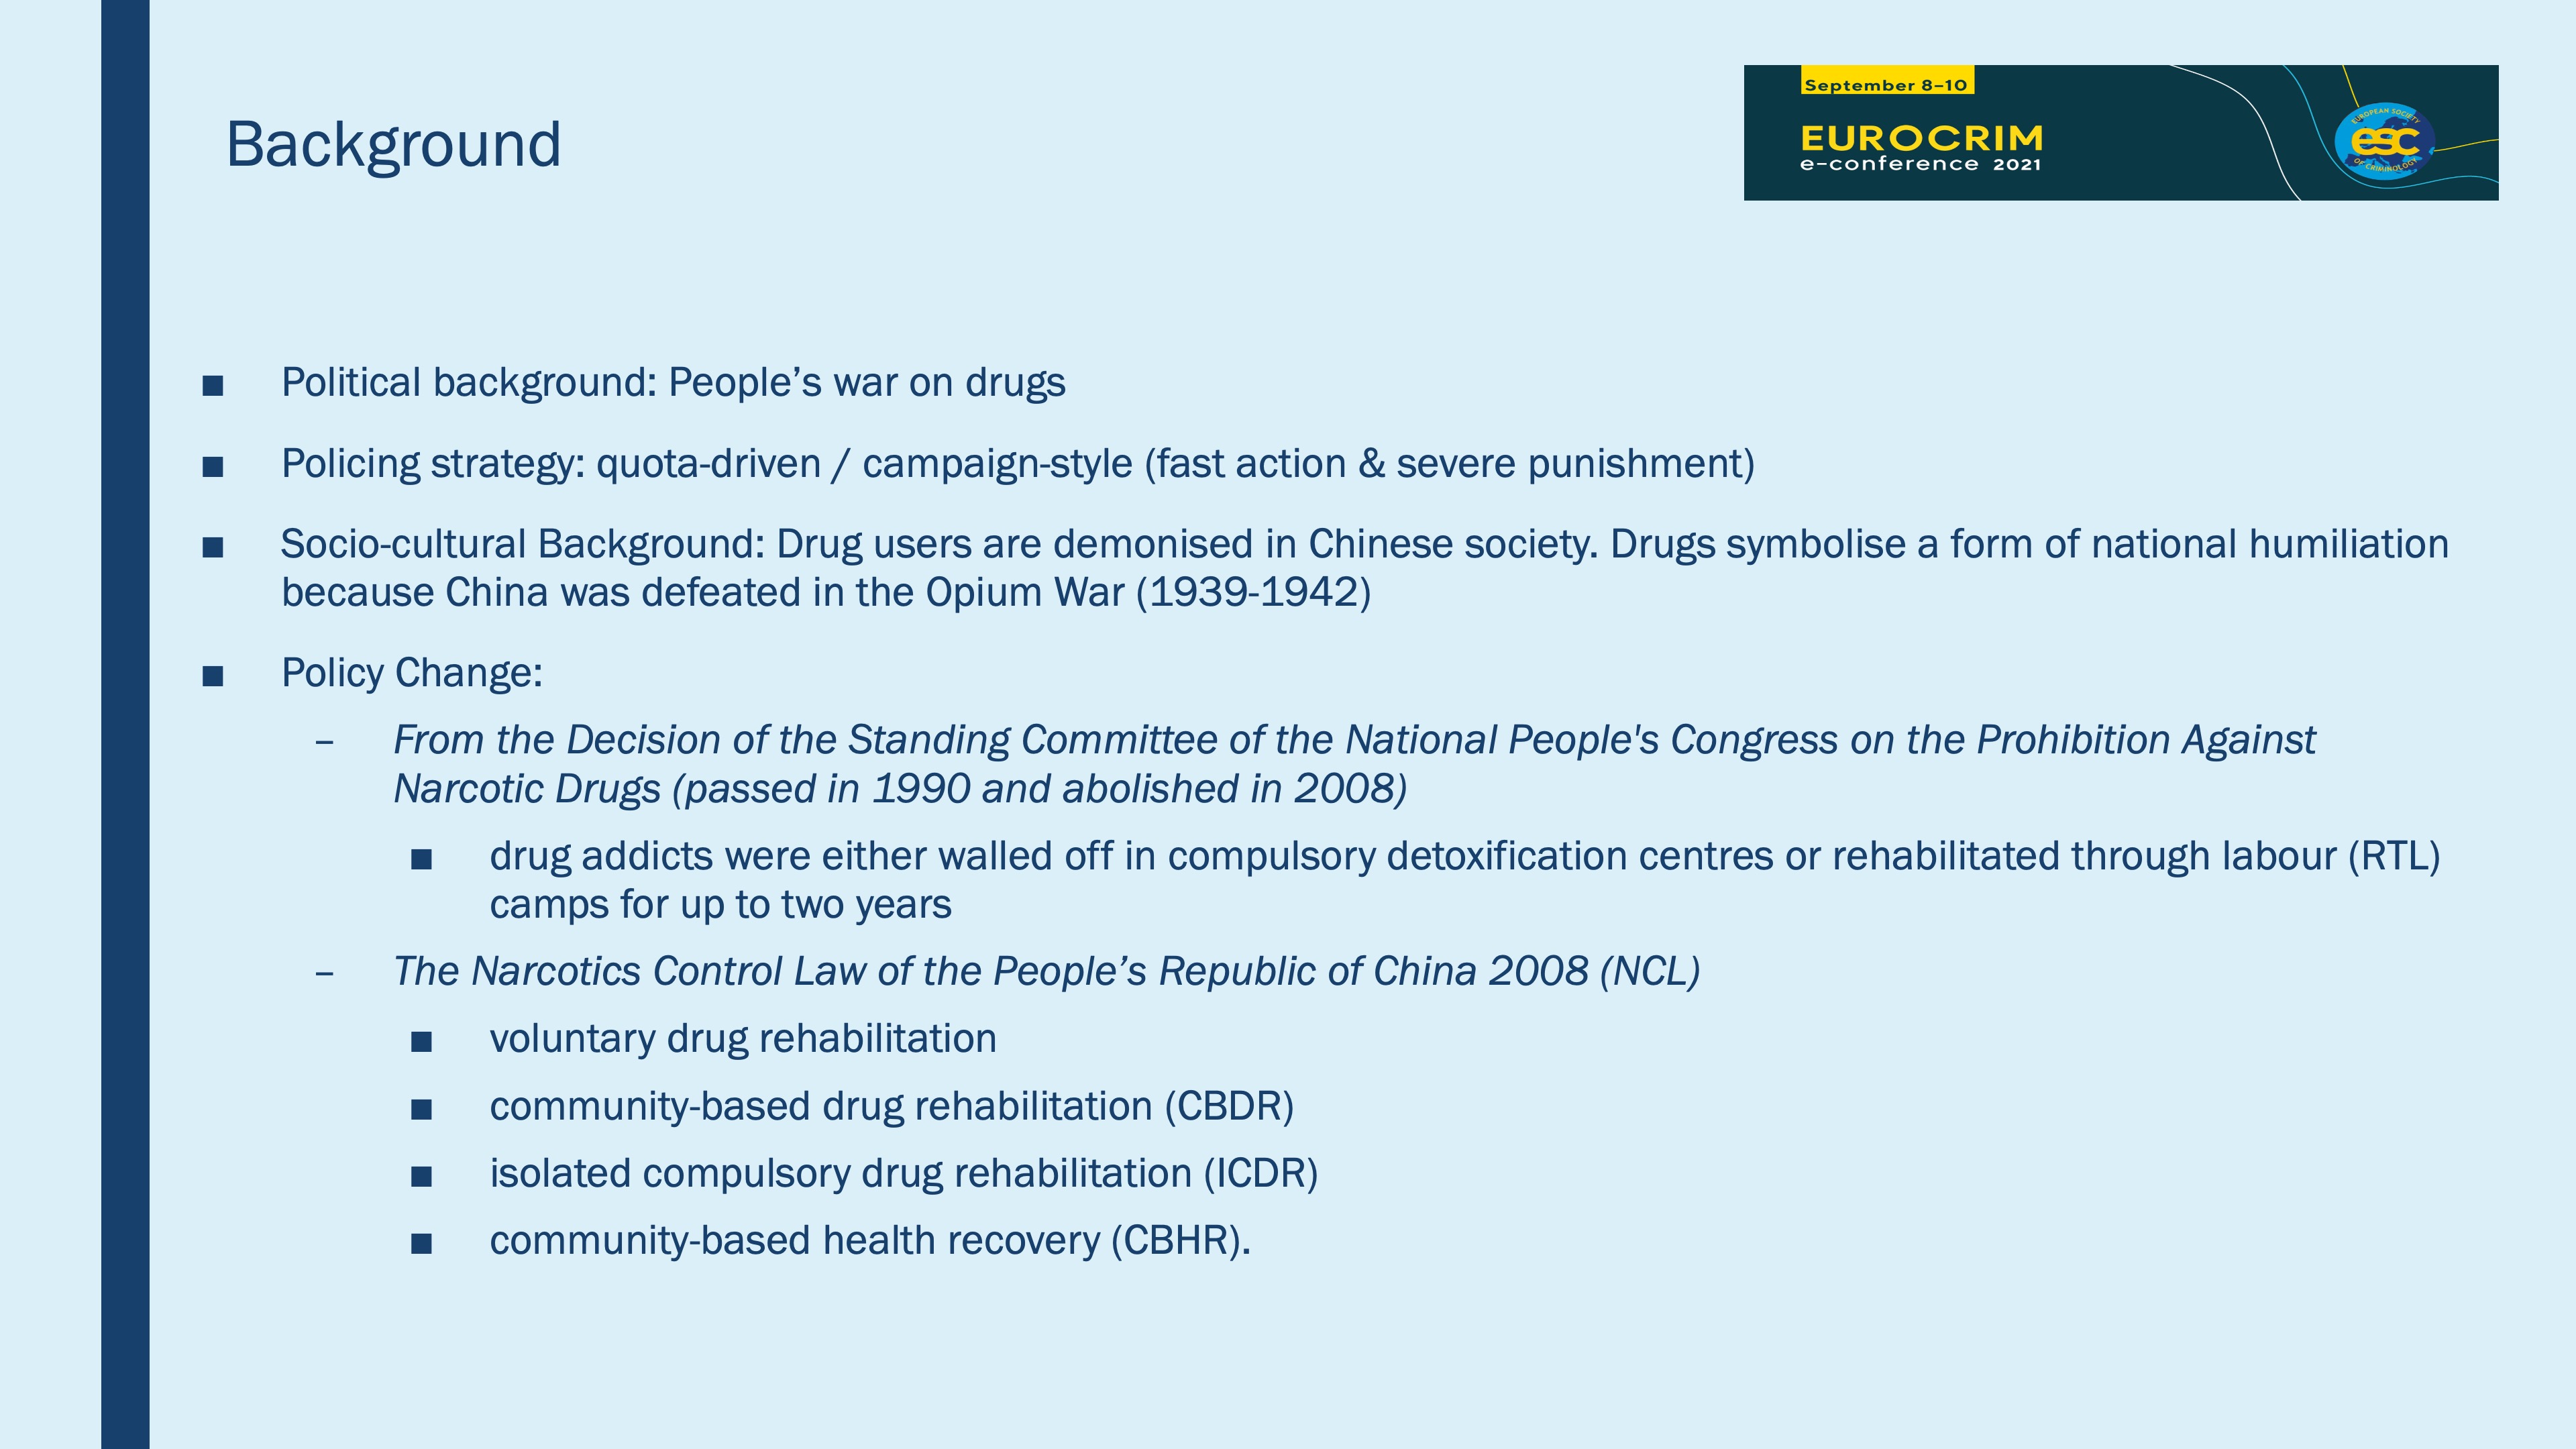 Background
September 8–10
EUROCRIM
e-conference 2021
EUROPEAN SOCIETY
esc
OF CRIMINOLOGY
■ Political background: People’s war on drugs
■ Policing strategy: quota-driven / campaign-style (fast action & severe punishment)
■ Socio-cultural Background: Drug users are demonised in Chinese society. Drugs symbolise a form of national humiliation
because China was defeated in the Opium War (1939-1942)
■ Policy Change:
– From the Decision of the Standing Committee of the National People's Congress on the Prohibition Against
Narcotic Drugs (passed in 1990 and abolished in 2008)
■ drug addicts were either walled off in compulsory detoxification centres or rehabilitated through labour (RTL)
camps for up to two years
– The Narcotics Control Law of the People’s Republic of China 2008 (NCL)
■ voluntary drug rehabilitation
■ community-based drug rehabilitation (CBDR)
■ isolated compulsory drug rehabilitation (ICDR)
■ community-based health recovery (CBHR).